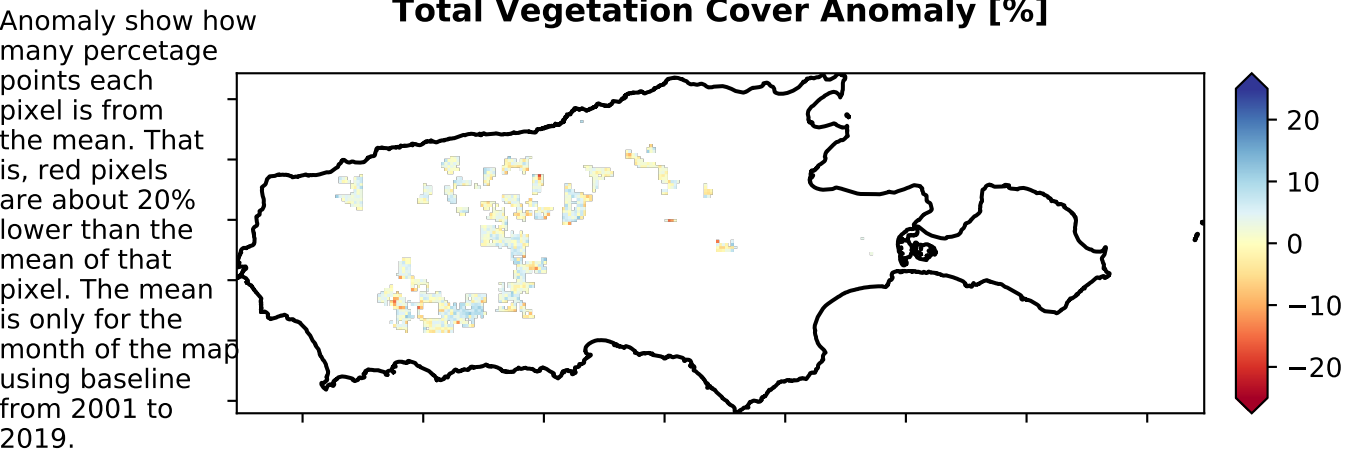 Total Vegetation Cover Anomaly [%]
Anomaly show how
many percetage
points each
pixel is from
the mean. That
is, red pixels
are about 20%
lower than the
mean of that
pixel. The mean
is only for the
month of the map
using baseline
from 2001 to
2019.
20
10
0
−10
−20